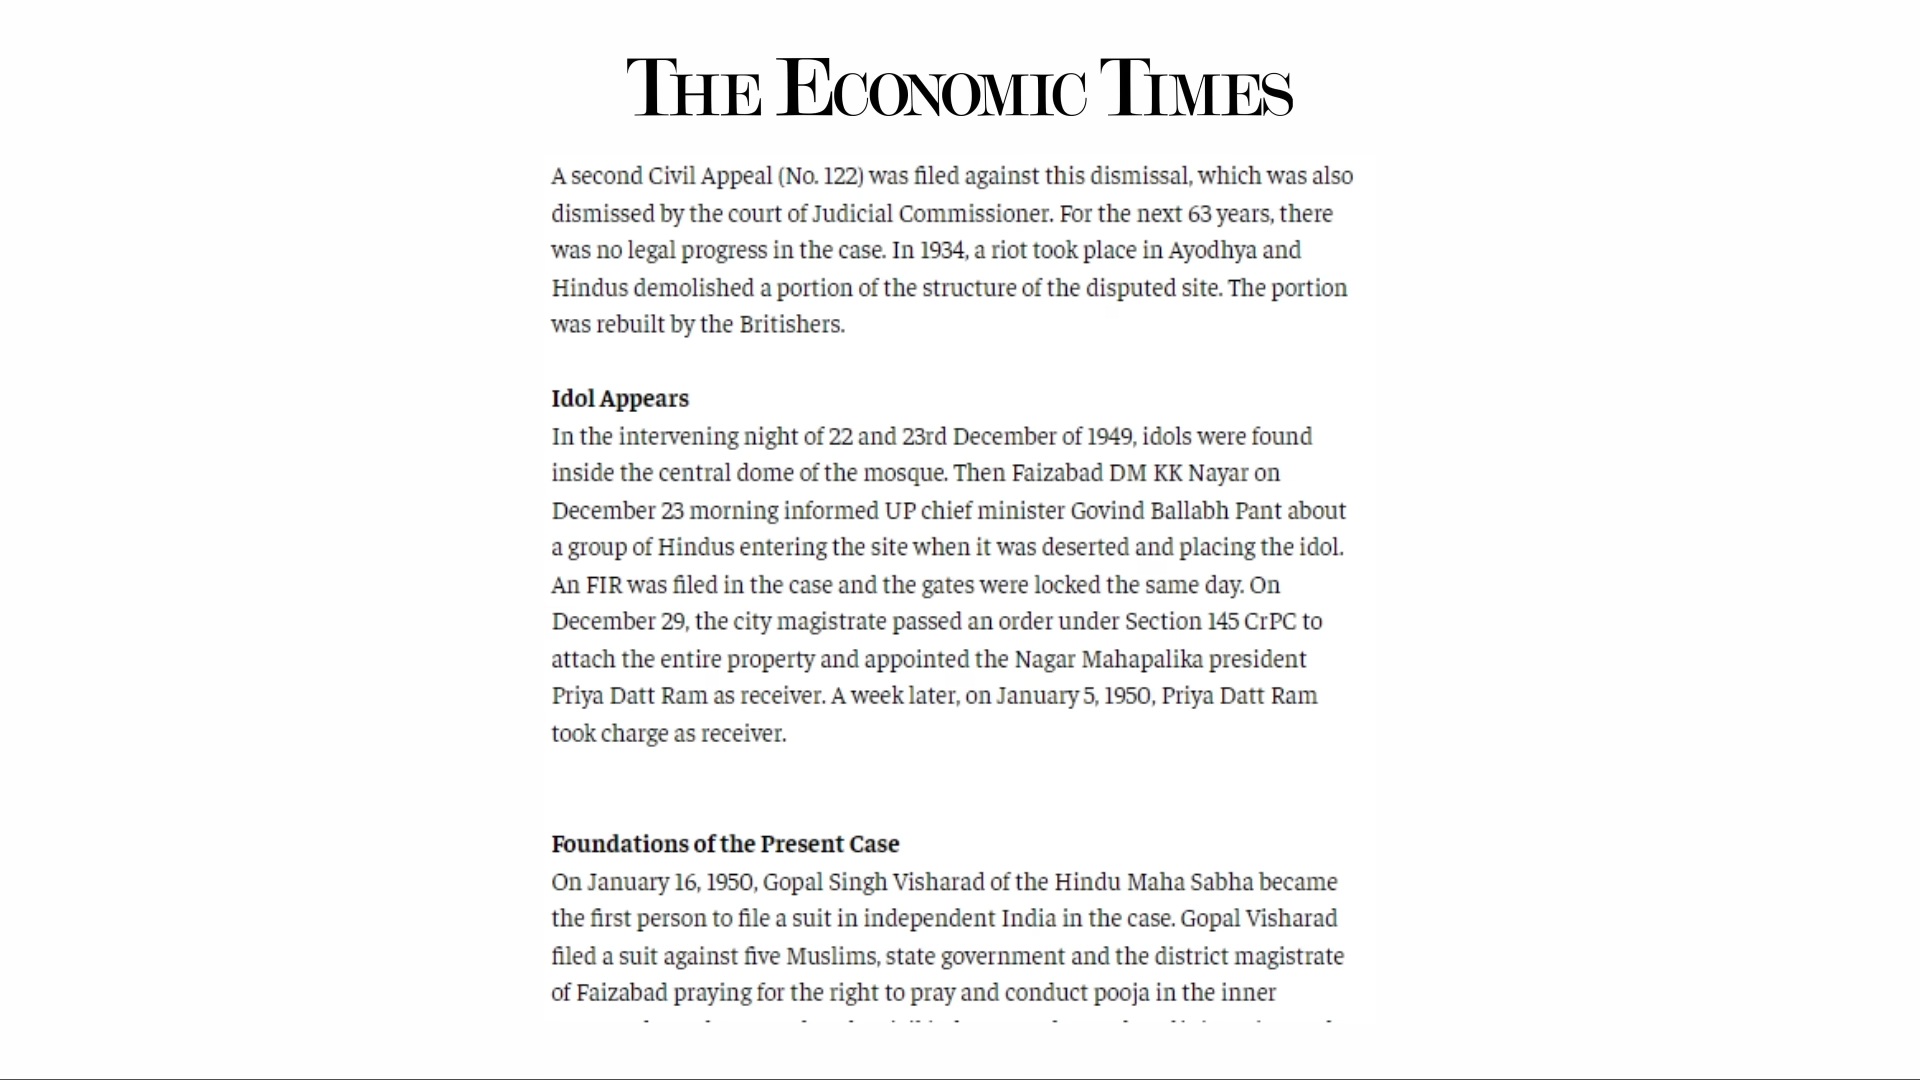 THE ECONOMIC TIMES
A second Civil Appeal (No. 122) was filed against this dismissal, which was also
dismissed by the court of Judicial Commissioner. For the next 63 years, there
was no legal progress in the case. In 1934, a riot took place in Ayodhya and
Hindus demolished a portion of the structure of the disputed site. The portion
was rebuilt by the Britishers.
Idol Appears
In the intervening night of 22 and 23rd December of 1949, idols were found
inside the central dome of the mosque. Then Faizabad DM KK Nayar on
December 23 morning informed UP chief minister Govind Ballabh Pant about
a group of Hindus entering the site when it was deserted and placing the idol.
An FIR was filed in the case and the gates were locked the same day. On
December 29, the city magistrate passed an order under Section 145 CrPC to
attach the entire property and appointed the Nagar Mahapalika president
Priya Datt Ram as receiver. A week later, on January 5, 1950, Priya Datt Ram
took charge as receiver.
Foundations of the Present Case
On January 16, 1950, Gopal Singh Visharad of the Hindu Maha Sabha became
the first person to file a suit in independent India in the case. Gopal Visharad
filed a suit against five Muslims, state government and the district magistrate
of Faizabad praying for the right to pray and conduct pooja in the inner